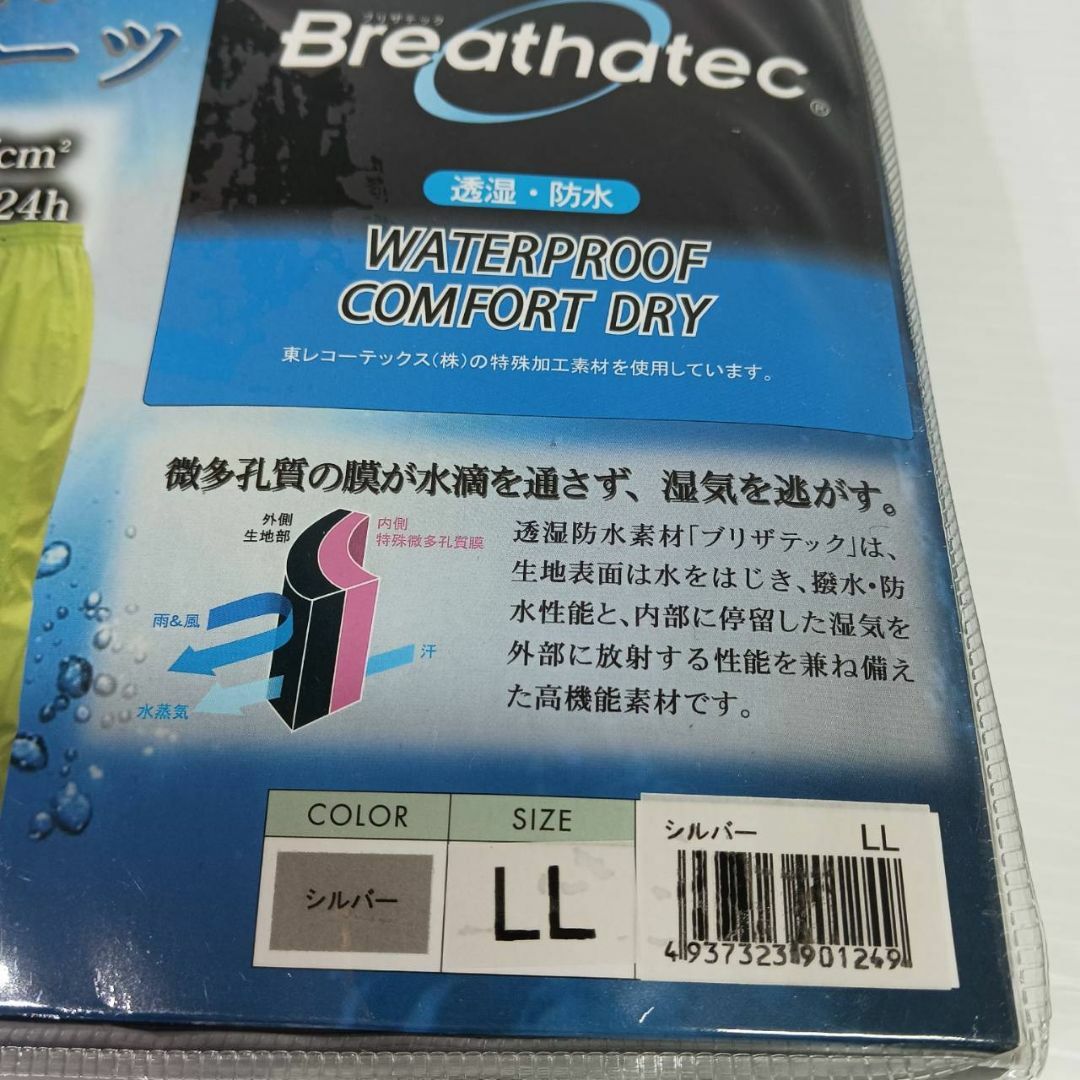 ーツ
cm²
24h
ブリザテック
Breathatec®
透湿・防水
WATERPROOF
COMFORT DRY
東レコーテックス(株)の特殊加工素材を使用しています。
微多孔質の膜が水滴を通さず、湿気を逃がす。
外側
生地部
内側
特殊微多孔質膜
雨&風
汗
水蒸気
透湿防水素材「ブリザテック」は、
生地表面は水をはじき、撥水・防
水性能と、内部に停留した湿気を
外部に放射する性能を兼ね備え
た高機能素材です。
COLOR
SIZE
シルバー
LL
シルバー LL
4937323901249